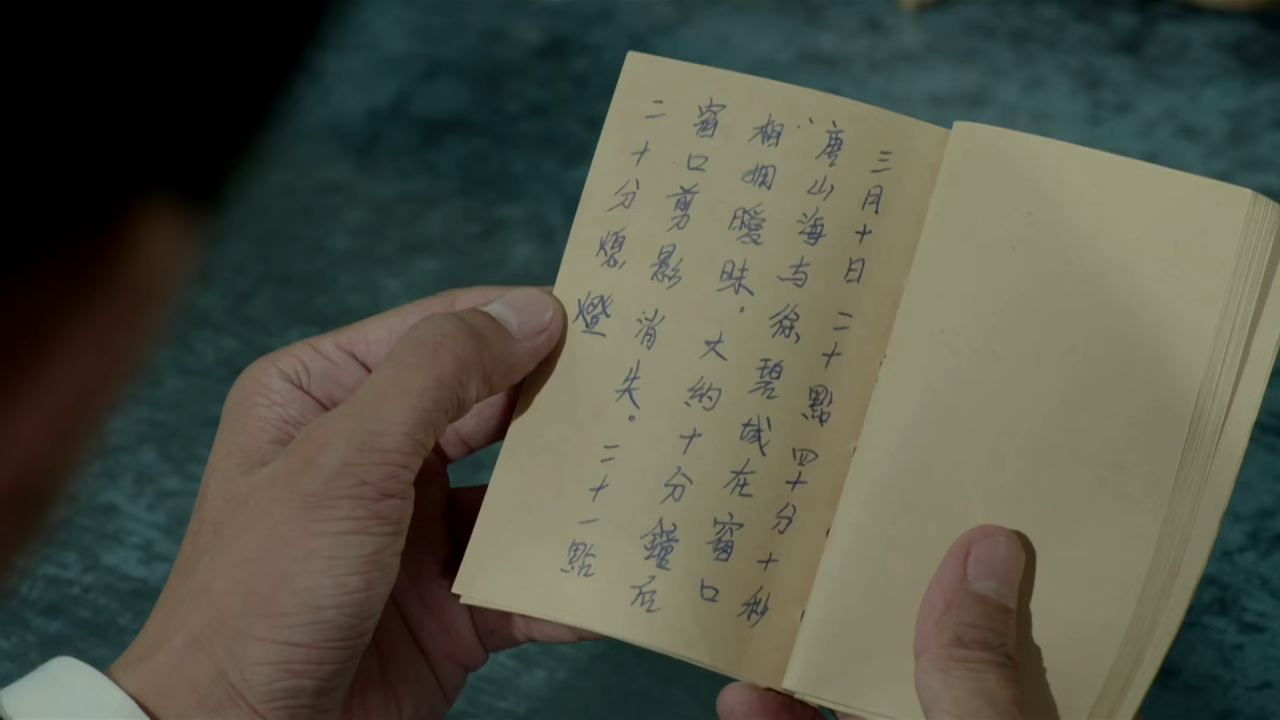 三月十日二十點四十分十秒
唐山海与徐碧城在窗口
相拥曖昧。大約十分鐘后
窗口剪影消失。二十一點
二十分熄燈